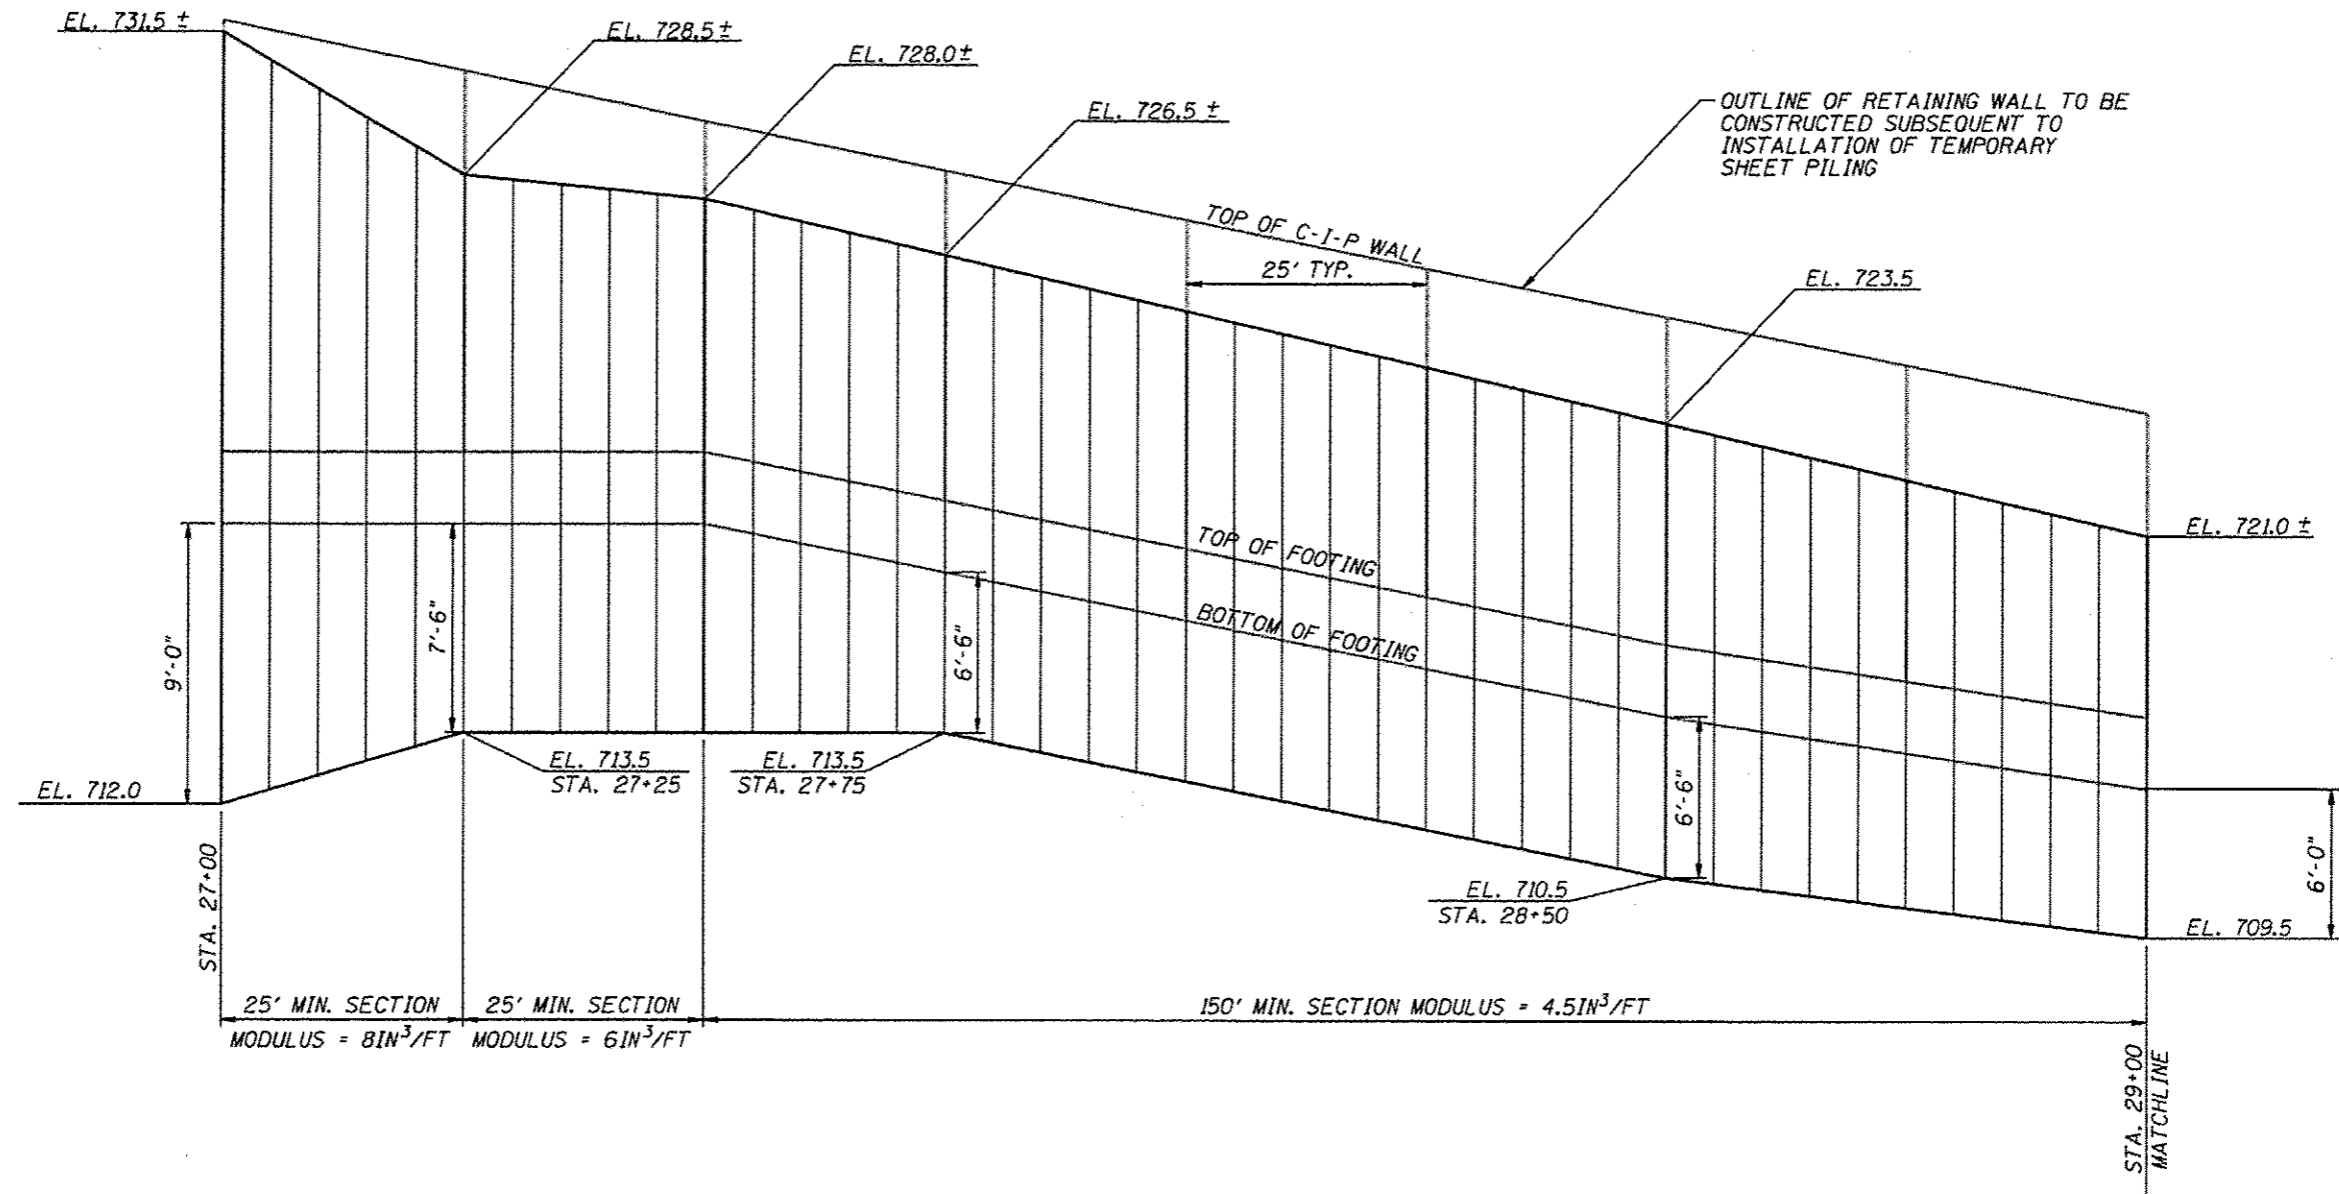 EL. 731.5 ±
EL. 728.5 ±
EL. 728.0 ±
EL. 726.5 ±
OUTLINE OF RETAINING WALL TO BE
CONSTRUCTED SUBSEQUENT TO
INSTALLATION OF TEMPORARY
SHEET PILING
TOP OF C-I-P WALL
25' TYP.
EL. 723.5
EL. 721.0 ±
TOP OF FOOTING
BOTTOM OF FOOTING
9'-0"
7'-6"
6'-6"
6'-6"
6'-0"
EL. 712.0
EL. 713.5
STA. 27+25
EL. 713.5
STA. 27+75
EL. 710.5
STA. 28+50
EL. 709.5
STA. 27+00
25' MIN. SECTION
MODULUS = 8IN³/FT
25' MIN. SECTION
MODULUS = 6IN³/FT
150' MIN. SECTION MODULUS = 4.5IN³/FT
STA. 29+00
MATCHLINE